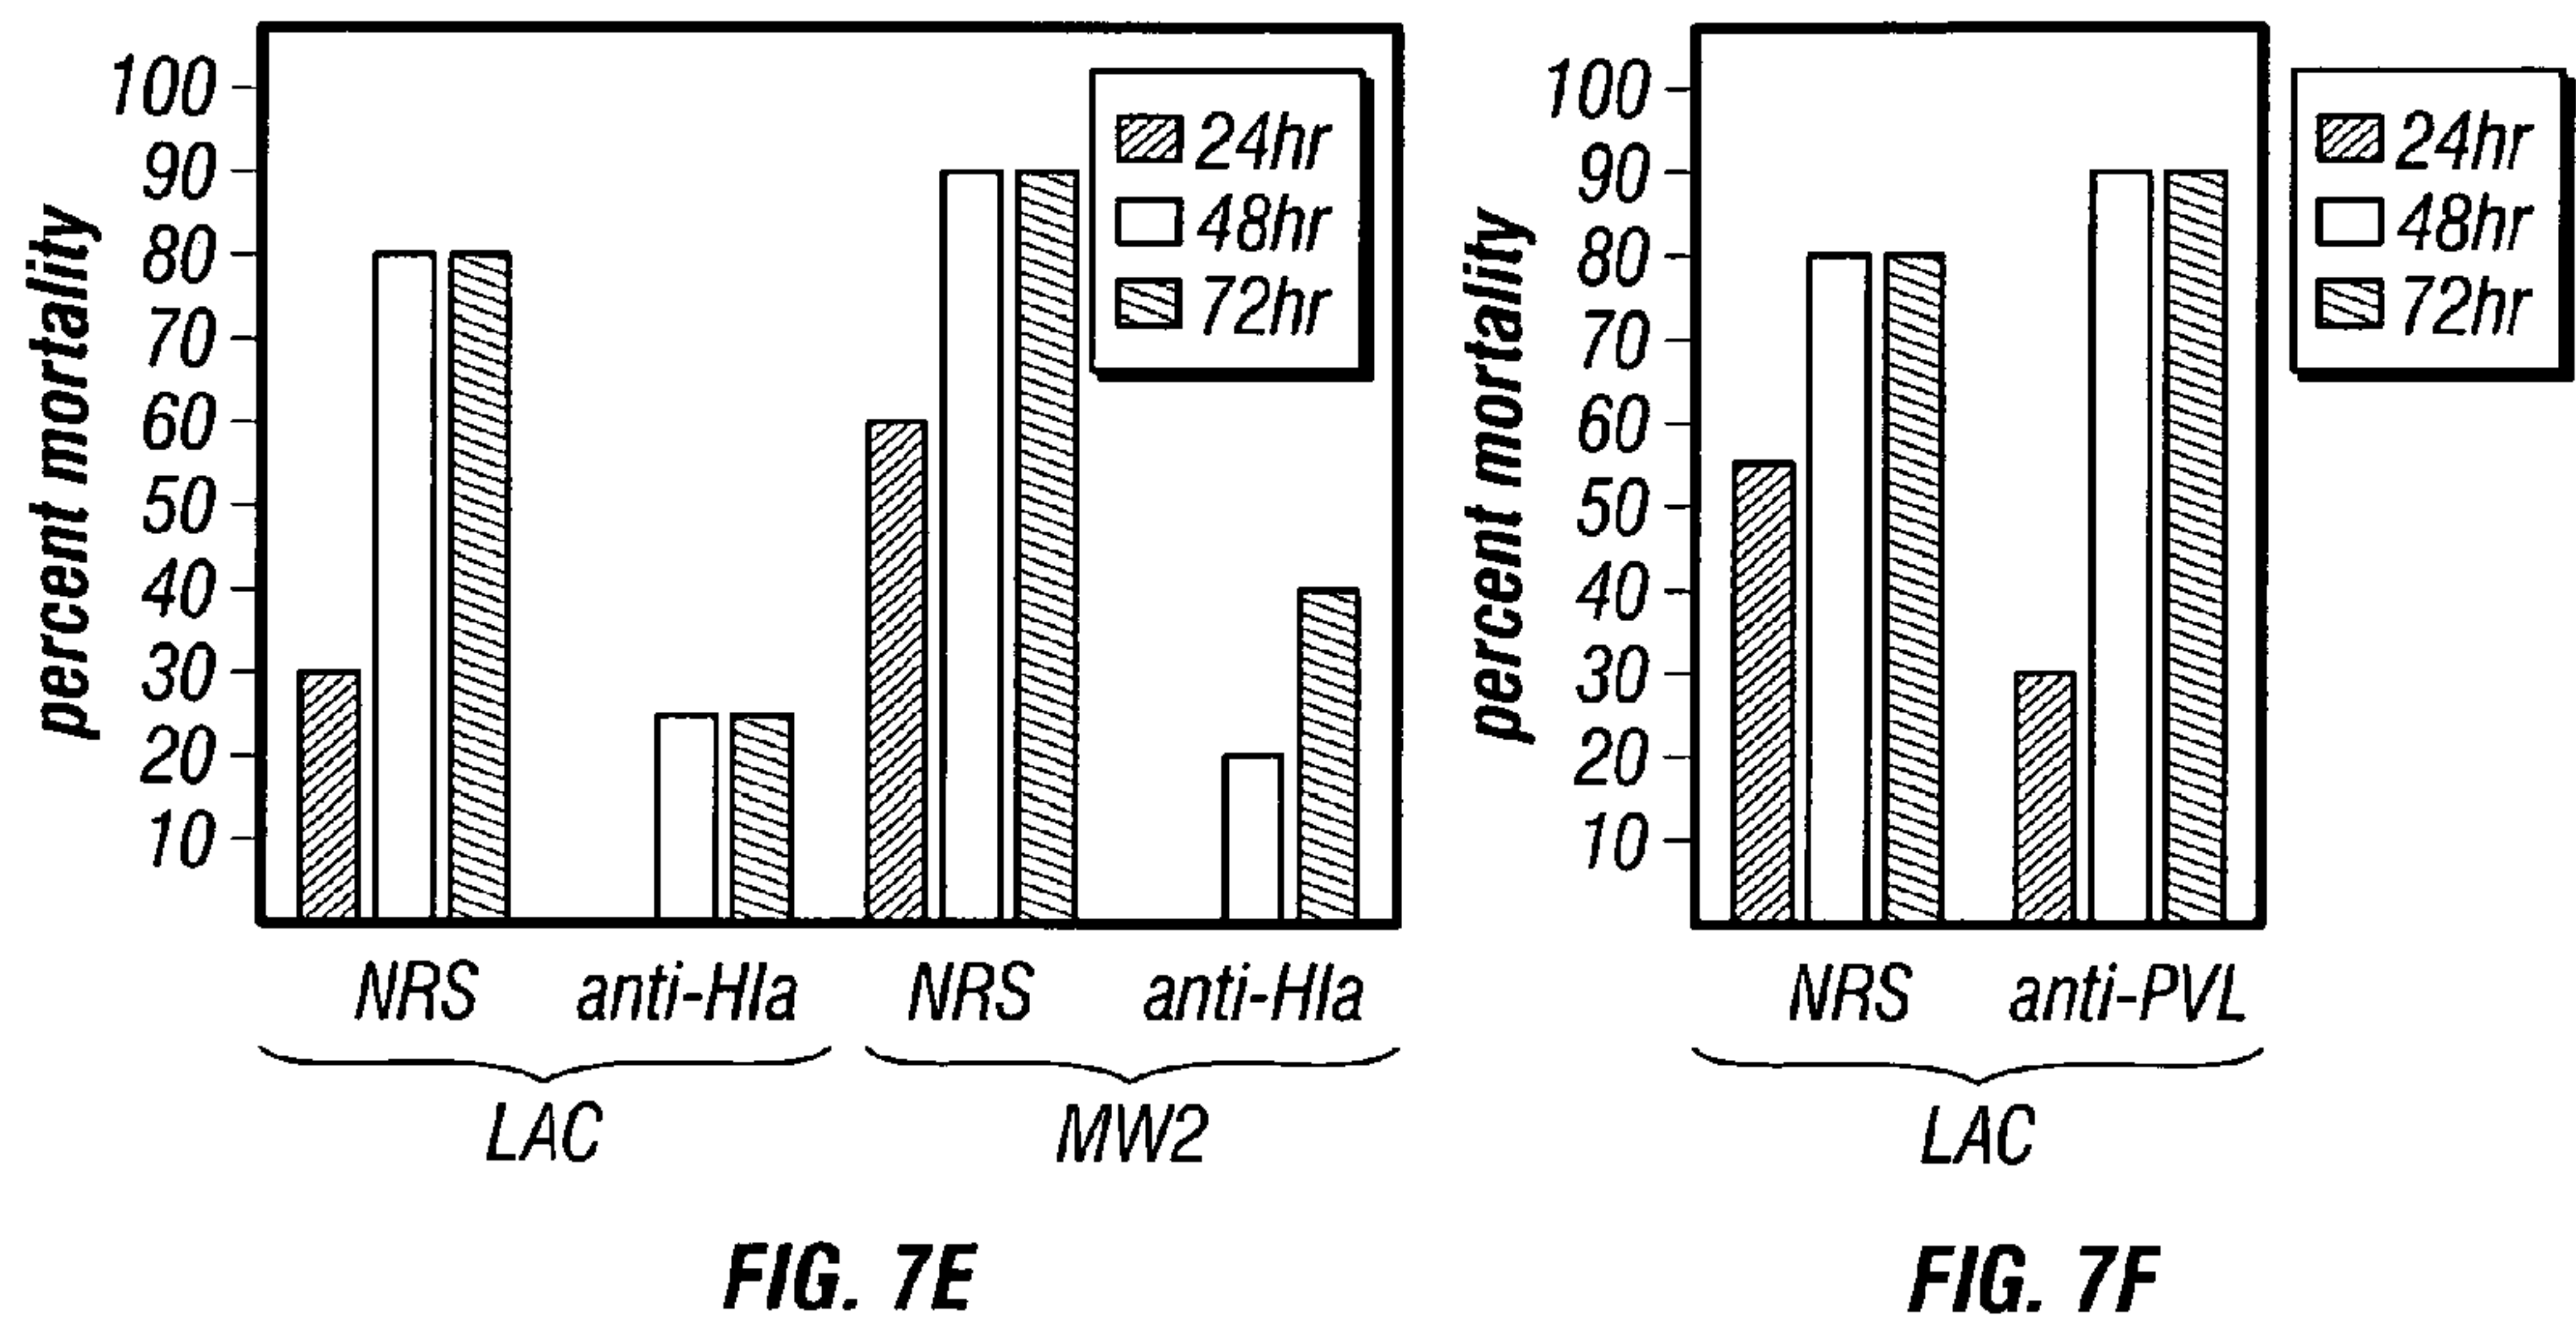 percent mortality
100
90
80
70
60
50
40
30
20
10
24hr
48hr
72hr
NRS anti-Hla NRS anti-Hla
LAC MW2
FIG. 7E
percent mortality
100
90
80
70
60
50
40
30
20
10
24hr
48hr
72hr
NRS anti-PVL
LAC
FIG. 7F